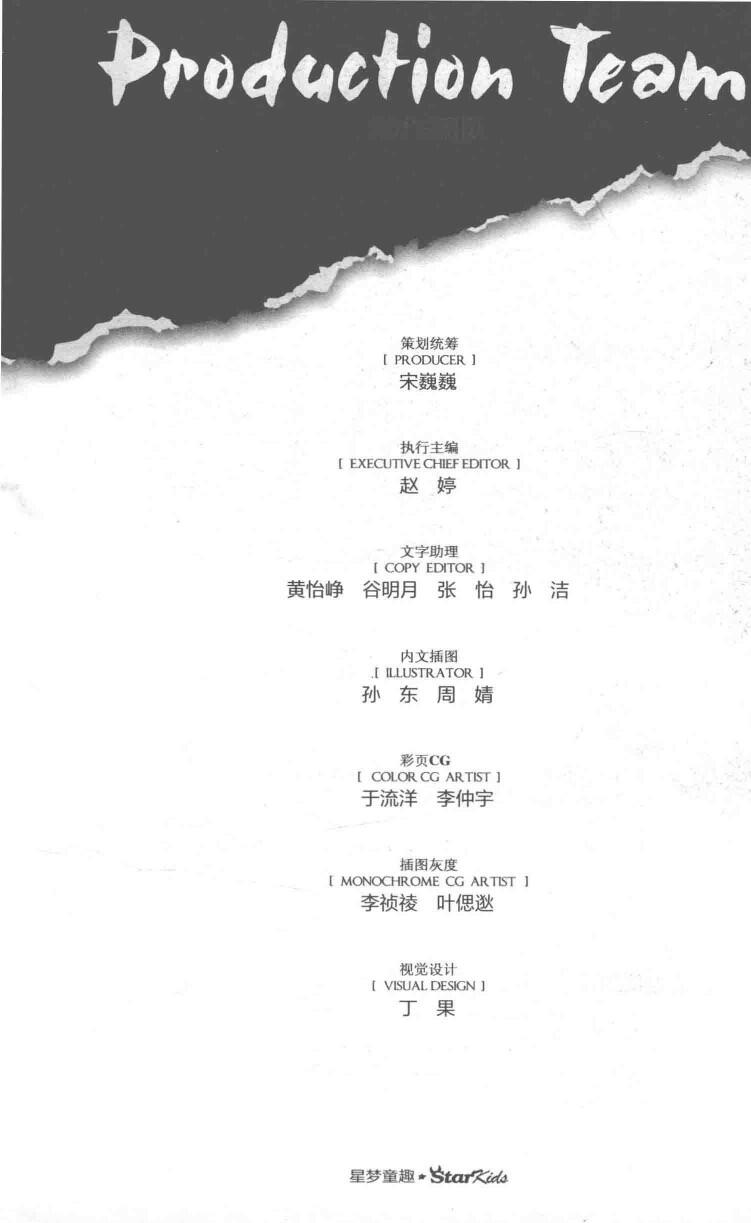 Production Team
策划统筹
[ PRODUCER ]
宋巍巍
执行主编
[ EXECUTIVE CHIEF EDITOR ]
赵　婷
文字助理
[ COPY EDITOR ]
黄怡峥　谷明月　张　怡　孙　洁
内文插图
[ ILLUSTRATOR ]
孙　东　周　婧
彩页CG
[ COLOR CG ARTIST ]
于流洋　李仲宇
插图灰度
[ MONOCHROME CG ARTIST ]
李祯祾　叶偲逖
视觉设计
[ VISUAL DESIGN ]
丁　果
星梦童趣★StarKids